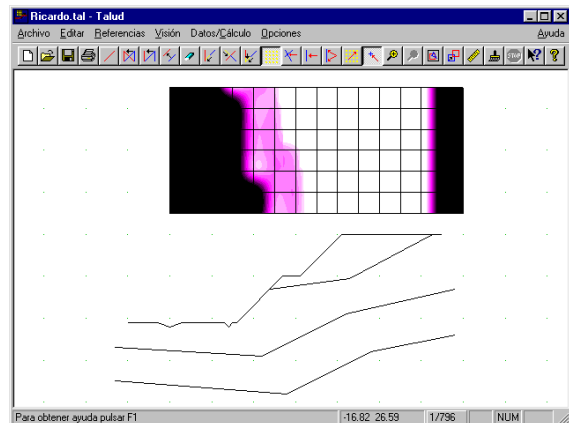 Ricardo.tal - Talud
Archivo Editar Referencias Visión Datos/Cálculo Opciones Ayuda
STOP
Para obtener ayuda pulsar F1 -16.82 26.59 1/796 NUM